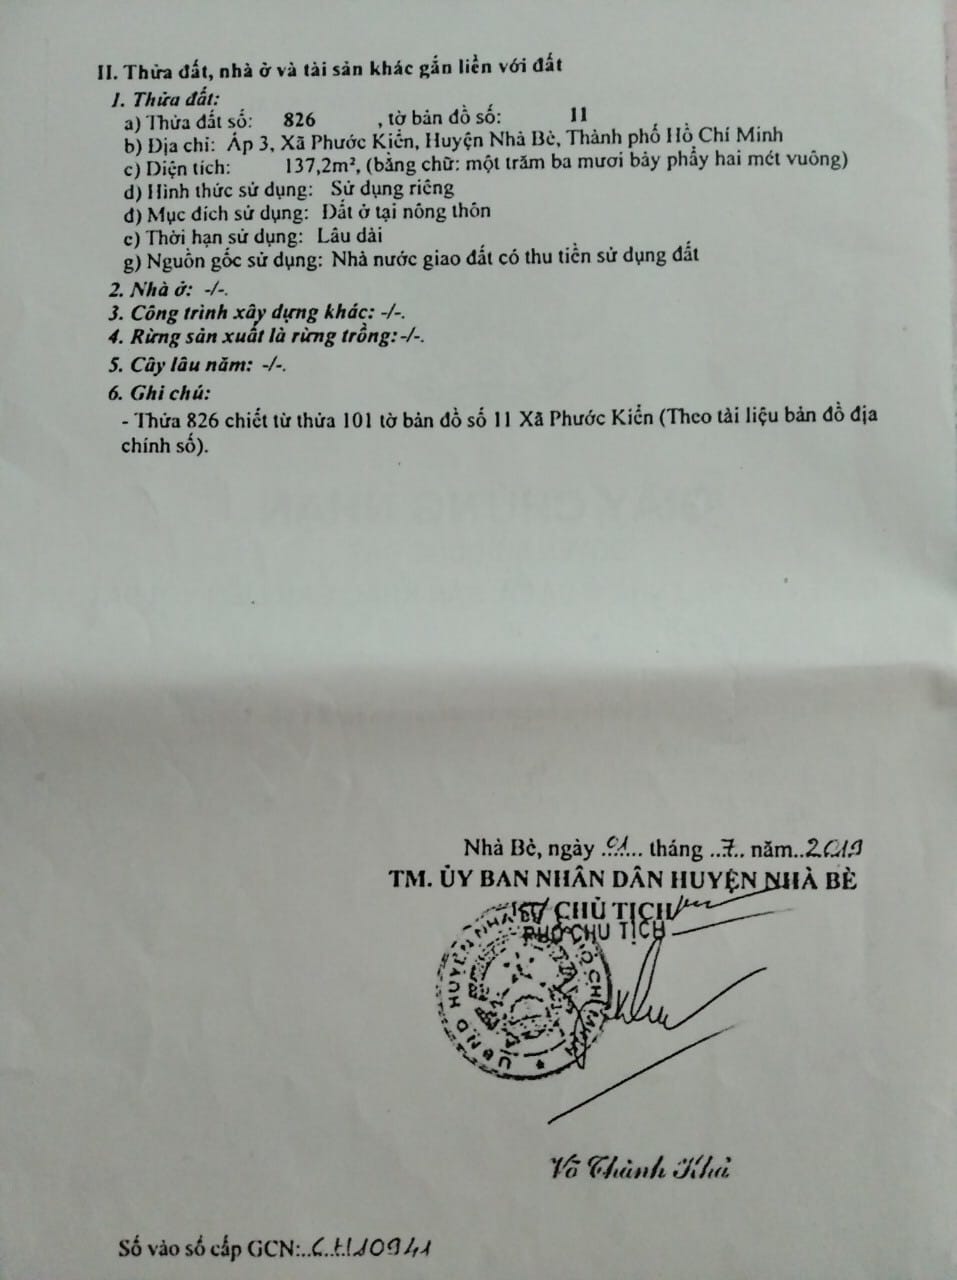 II. Thửa đất, nhà ở và tài sản khác gắn liền với đất
1. Thửa đất:
a) Thửa đất số: 826 , tờ bản đồ số: 11
b) Địa chỉ: Ấp 3, Xã Phước Kiển, Huyện Nhà Bè, Thành phố Hồ Chí Minh
c) Diện tích: 137,2m², (bằng chữ: một trăm ba mươi bảy phẩy hai mét vuông)
d) Hình thức sử dụng: Sử dụng riêng
đ) Mục đích sử dụng: Đất ở tại nông thôn
e) Thời hạn sử dụng: Lâu dài
g) Nguồn gốc sử dụng: Nhà nước giao đất có thu tiền sử dụng đất
2. Nhà ở: -/-.
3. Công trình xây dựng khác: -/-.
4. Rừng sản xuất là rừng trồng: -/-.
5. Cây lâu năm: -/-.
6. Ghi chú:
- Thửa 826 chiết từ thửa 101 tờ bản đồ số 11 Xã Phước Kiển (Theo tài liệu bản đồ địa
chính số).
Nhà Bè, ngày 01 tháng 7 năm 2019
TM. ỦY BAN NHÂN DÂN HUYỆN NHÀ BÈ
KT/ CHỦ TỊCH
PHÓ CHỦ TỊCH
Võ Thành Khả
Số vào sổ cấp GCN: CH10941